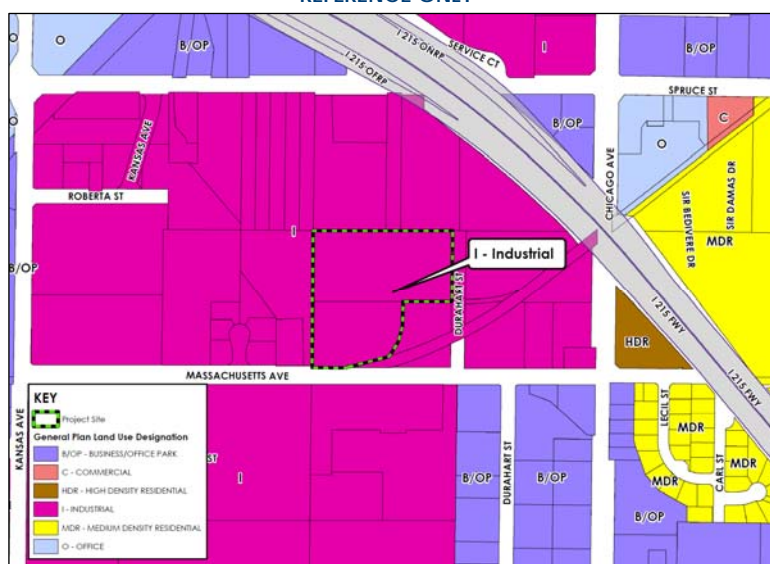 REFERENCE ONLY
O
O
B/OP
I 215 ONRP
I 215 OFRP
SERVICE CT
I
B/OP
SPRUCE ST
O
KANSAS AVE
B/OP
C
O
CHICAGO AVE
ROBERTA ST
SIR BEDIVERE DR
SIR DAMAS DR
MDR
I
I - Industrial
B/OP
DURAHART ST
I 215 FWY
HDR
I 215 FWY
MASSACHUSETTS AVE
KEY
Project Site
General Plan Land Use Designation
B/OP - BUSINESS/OFFICE PARK
C - COMMERCIAL
HDR - HIGH DENSITY RESIDENTIAL
I - INDUSTRIAL
MDR - MEDIUM DENSITY RESIDENTIAL
O - OFFICE
KANSAS AVE
ST
I
B/OP
DURAHART ST
B/OP
LECIL ST
MDR
CARL ST
MDR
MDR
B/OP